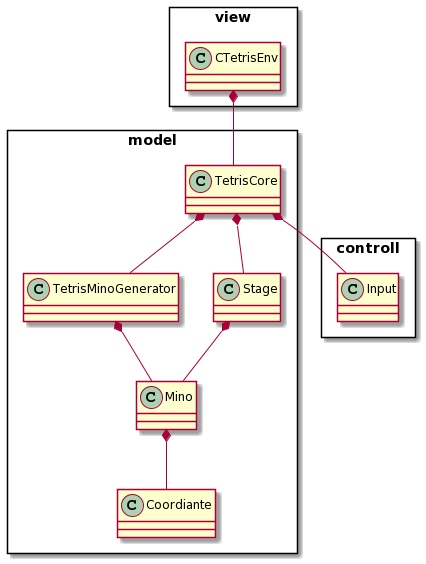 view
C CTetrisEnv
model
C TetrisCore
controll
C TetrisMinoGenerator
C Stage
C Input
C Mino
C Coordiante